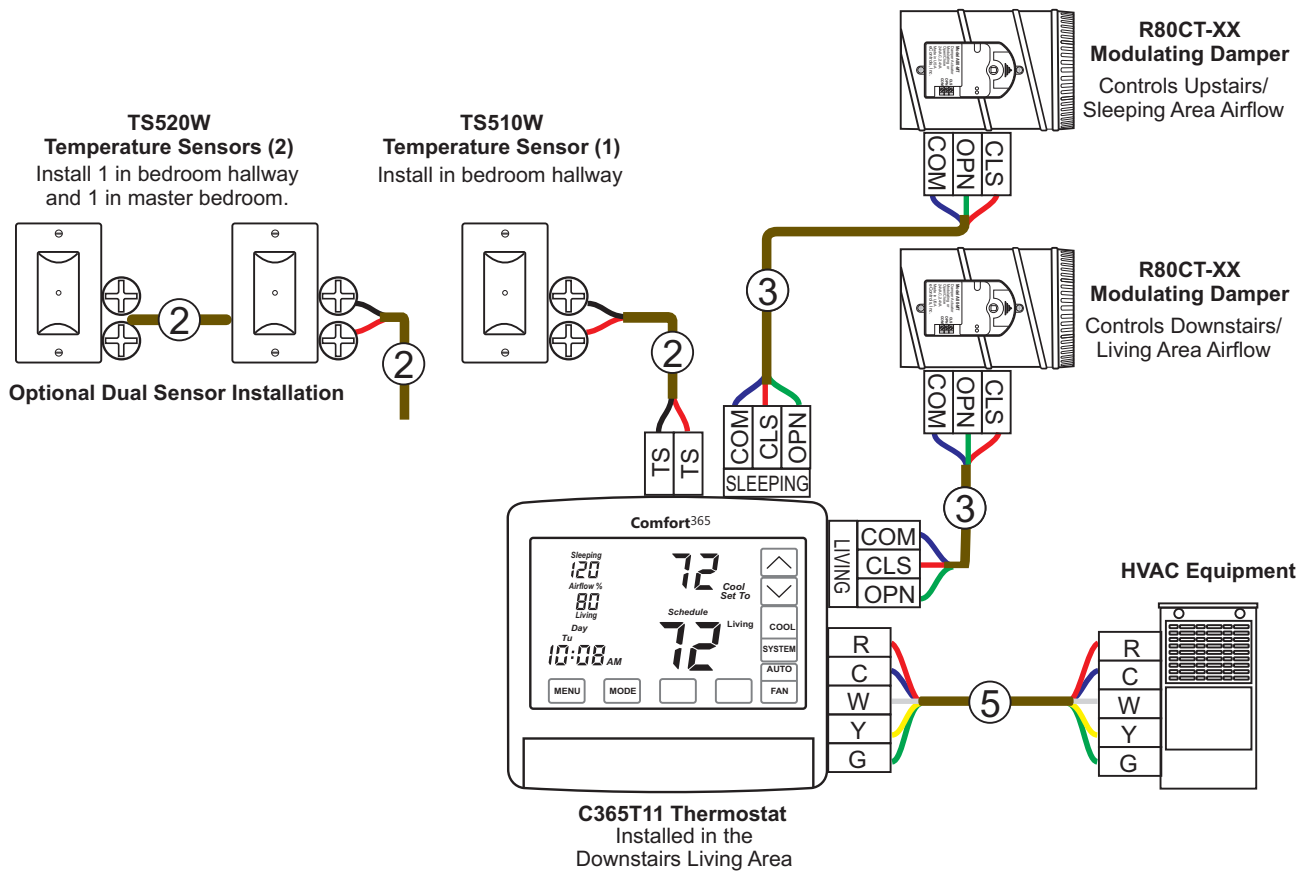 R80CT-XX
Modulating Damper
Controls Upstairs/
Sleeping Area Airflow
COM
OPN
CLS
TS520W
Temperature Sensors (2)
Install 1 in bedroom hallway
and 1 in master bedroom.
TS510W
Temperature Sensor (1)
Install in bedroom hallway
2
2
Optional Dual Sensor Installation
2
3
R80CT-XX
Modulating Damper
Controls Downstairs/
Living Area Airflow
COM
OPN
CLS
3
TS
TS
COM
CLS
OPN
SLEEPING
Comfort365
Sleeping
120
Airflow %
80
Living
Day
Tu
10:08 AM
72
Cool
Set To
Schedule
72
Living
COOL
SYSTEM
AUTO
FAN
MENU
MODE
LIVING
COM
CLS
OPN
R
C
W
Y
G
5
HVAC Equipment
R
C
W
Y
G
C365T11 Thermostat
Installed in the
Downstairs Living Area